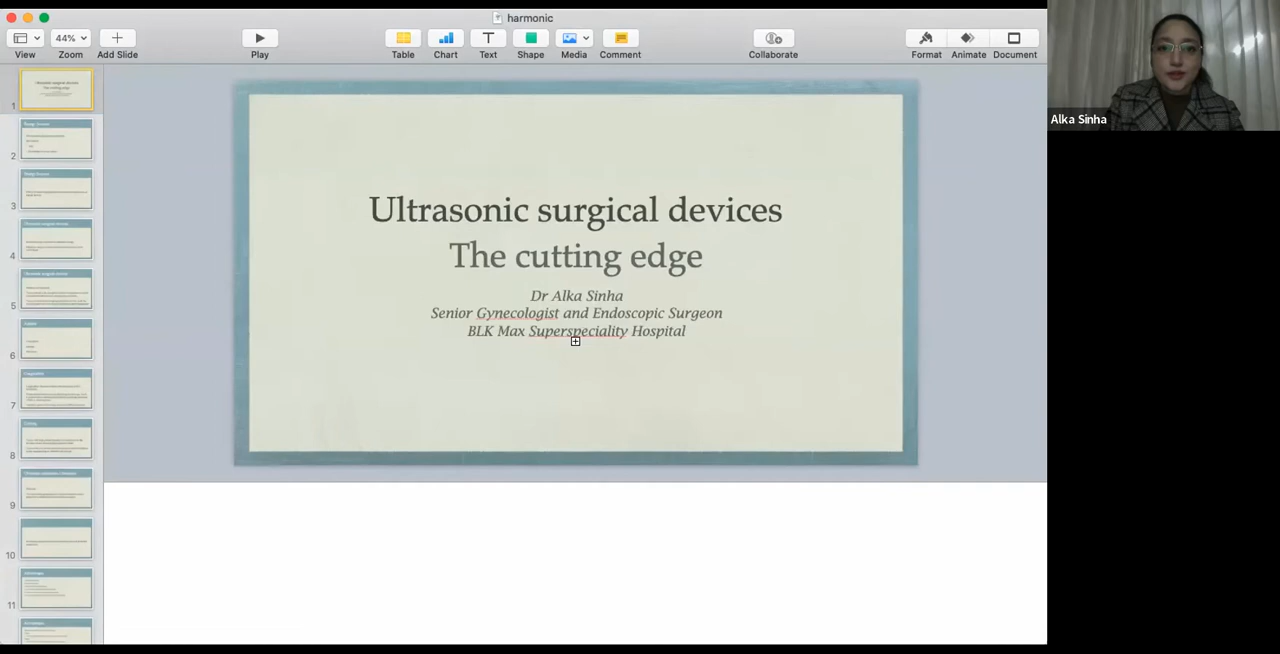 harmonic
44%
View
Zoom
Add Slide
Play
Table
Chart
Text
Shape
Media
Comment
Collaborate
Format
Animate
Document
Alka Sinha
Ultrasonic surgical devices
The cutting edge
Dr Alka Sinha
Senior Gynecologist and Endoscopic Surgeon
BLK Max Superspeciality Hospital
1
2
3
4
5
6
7
8
9
10
11